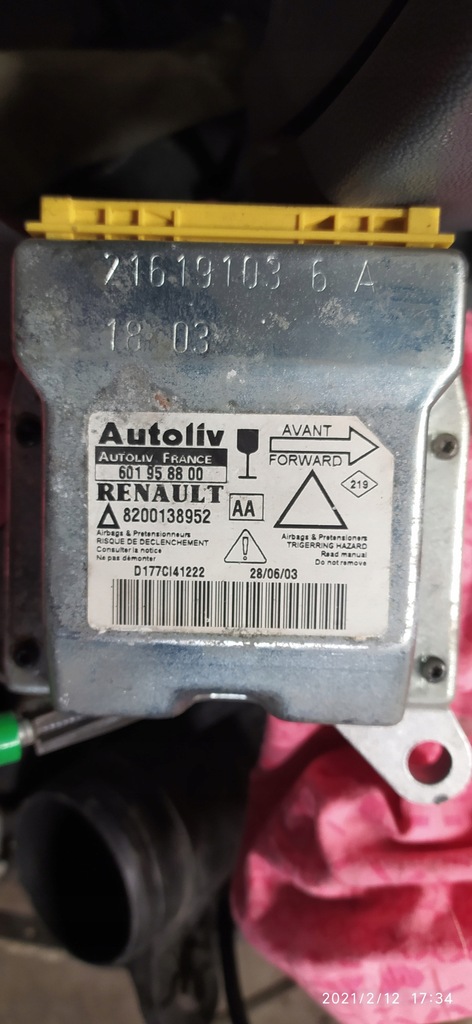 21619103 6 A
18 03
Autoliv
AUTOLIV FRANCE
601 95 88 00
RENAULT
8200138952
AA
AVANT
FORWARD
219
Airbags & Pretensionneurs
RISQUE DE DECLENCHEMENT
Consulter la notice
Ne pas démonter
Airbags & Pretensioners
TRIGERRING HAZARD
Read manual
Do not remove
D177CI41222
28/06/03
2021/2/12 17:34